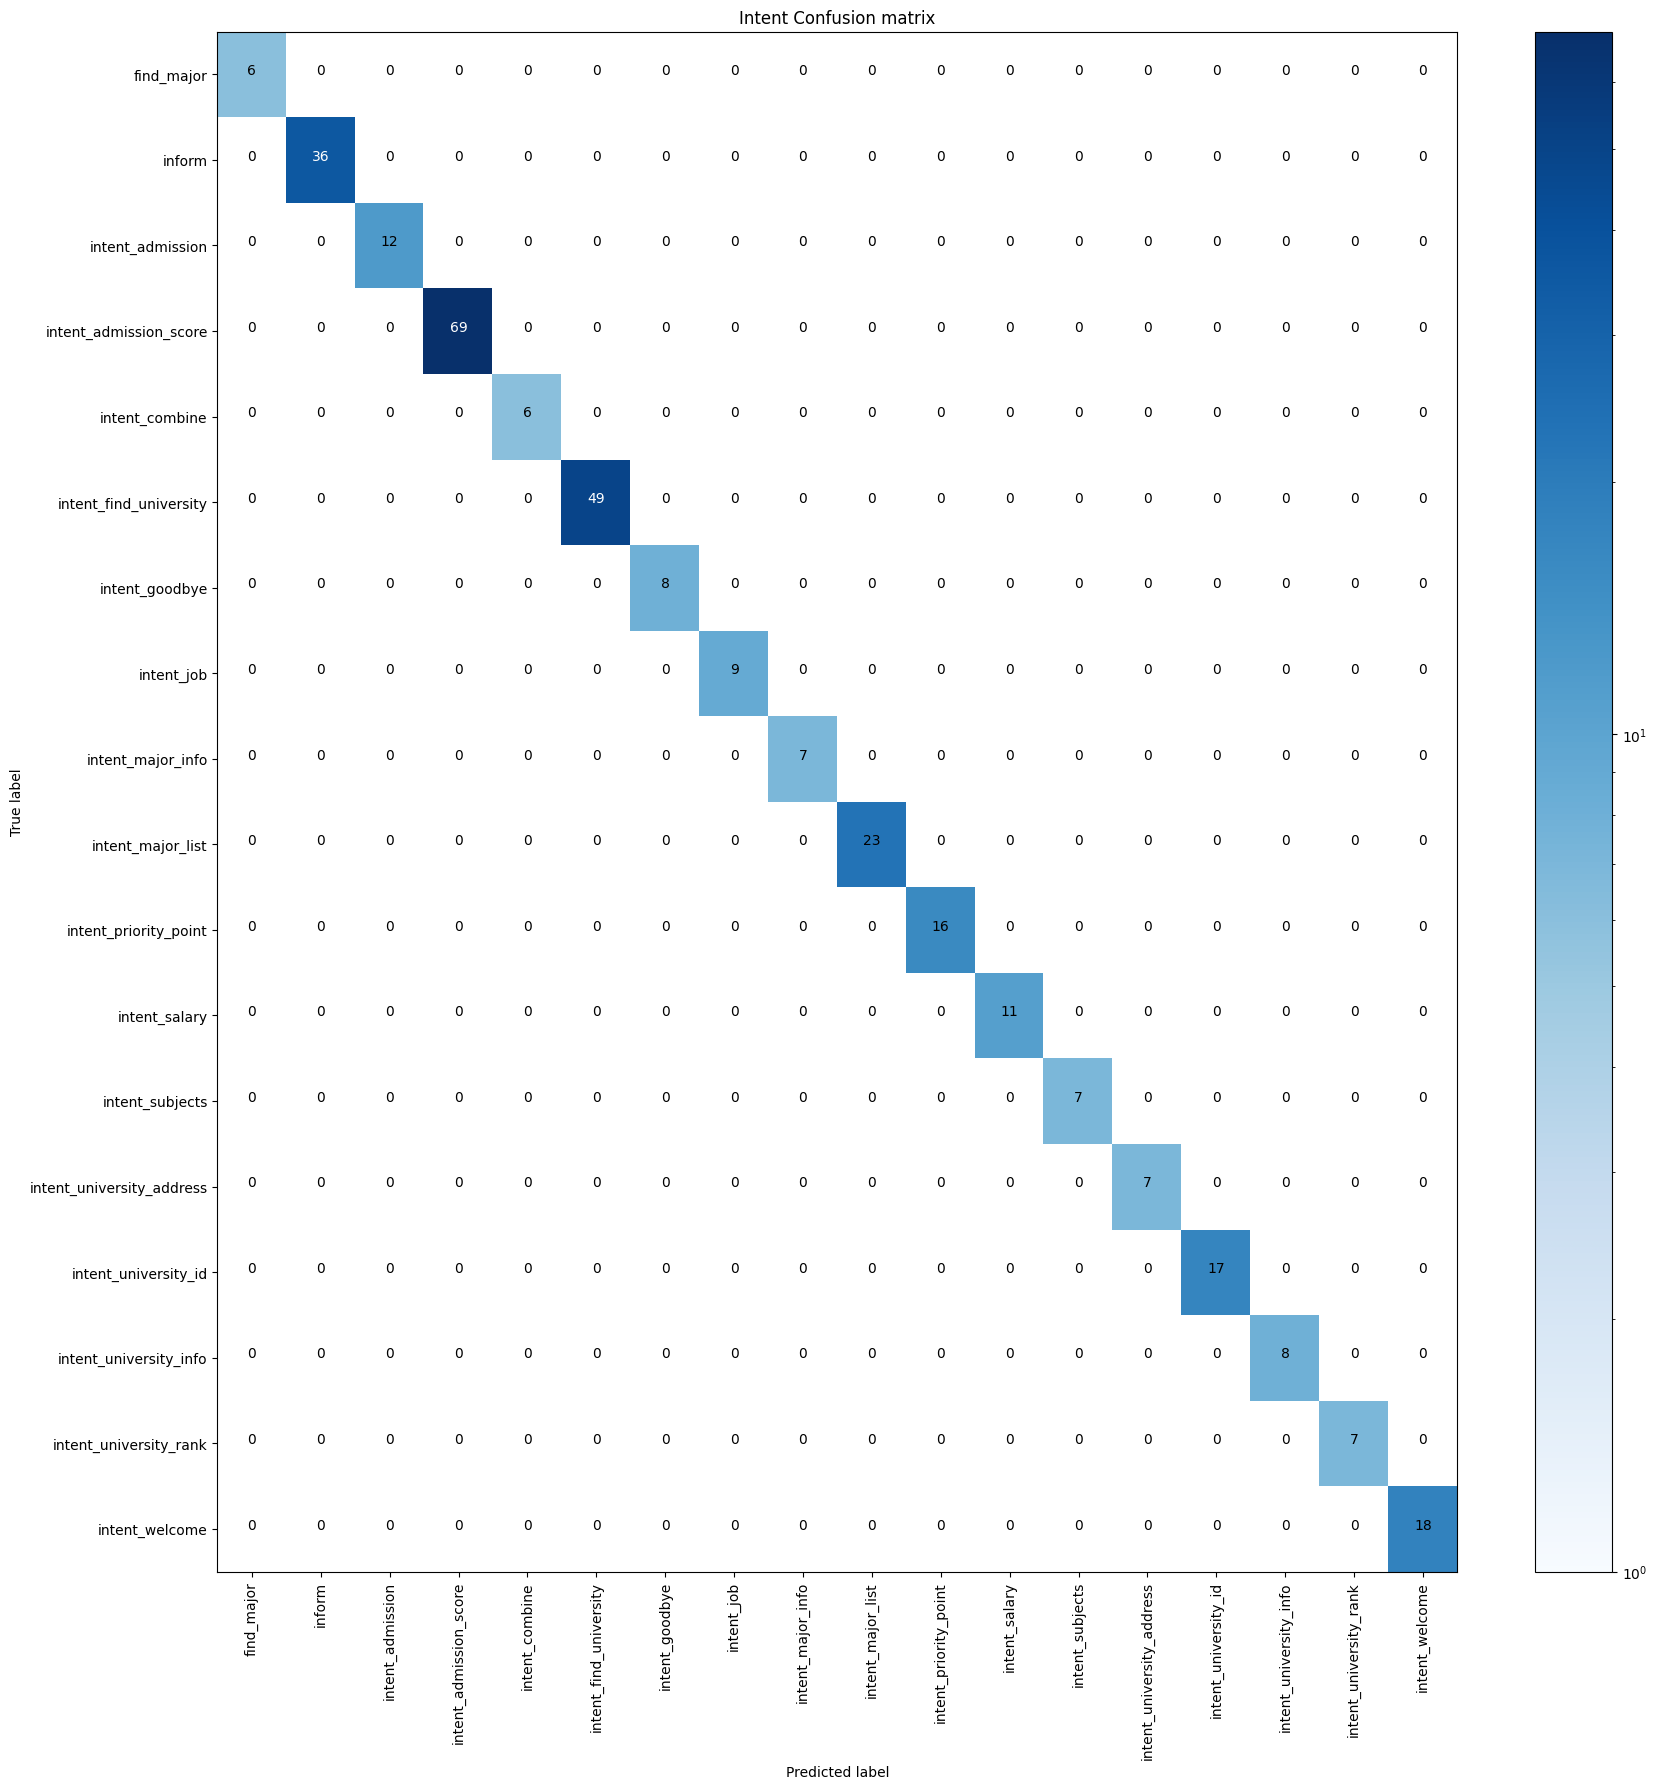 Intent Confusion matrix
find_major 6 0 0 0 0 0 0 0 0 0 0 0 0 0 0 0 0 0
inform 0 36 0 0 0 0 0 0 0 0 0 0 0 0 0 0 0 0
intent_admission 0 0 12 0 0 0 0 0 0 0 0 0 0 0 0 0 0 0
intent_admission_score 0 0 0 69 0 0 0 0 0 0 0 0 0 0 0 0 0 0
intent_combine 0 0 0 0 6 0 0 0 0 0 0 0 0 0 0 0 0 0
intent_find_university 0 0 0 0 0 49 0 0 0 0 0 0 0 0 0 0 0 0
intent_goodbye 0 0 0 0 0 0 8 0 0 0 0 0 0 0 0 0 0 0
intent_job 0 0 0 0 0 0 0 9 0 0 0 0 0 0 0 0 0 0
intent_major_info 0 0 0 0 0 0 0 0 7 0 0 0 0 0 0 0 0 0
intent_major_list 0 0 0 0 0 0 0 0 0 23 0 0 0 0 0 0 0 0
intent_priority_point 0 0 0 0 0 0 0 0 0 0 16 0 0 0 0 0 0 0
intent_salary 0 0 0 0 0 0 0 0 0 0 0 11 0 0 0 0 0 0
intent_subjects 0 0 0 0 0 0 0 0 0 0 0 0 7 0 0 0 0 0
intent_university_address 0 0 0 0 0 0 0 0 0 0 0 0 0 7 0 0 0 0
intent_university_id 0 0 0 0 0 0 0 0 0 0 0 0 0 0 17 0 0 0
intent_university_info 0 0 0 0 0 0 0 0 0 0 0 0 0 0 0 8 0 0
intent_university_rank 0 0 0 0 0 0 0 0 0 0 0 0 0 0 0 0 7 0
intent_welcome 0 0 0 0 0 0 0 0 0 0 0 0 0 0 0 0 0 18
True label
find_major
inform
intent_admission
intent_admission_score
intent_combine
intent_find_university
intent_goodbye
intent_job
intent_major_info
intent_major_list
intent_priority_point
intent_salary
intent_subjects
intent_university_address
intent_university_id
intent_university_info
intent_university_rank
intent_welcome
Predicted label
10¹
10⁰